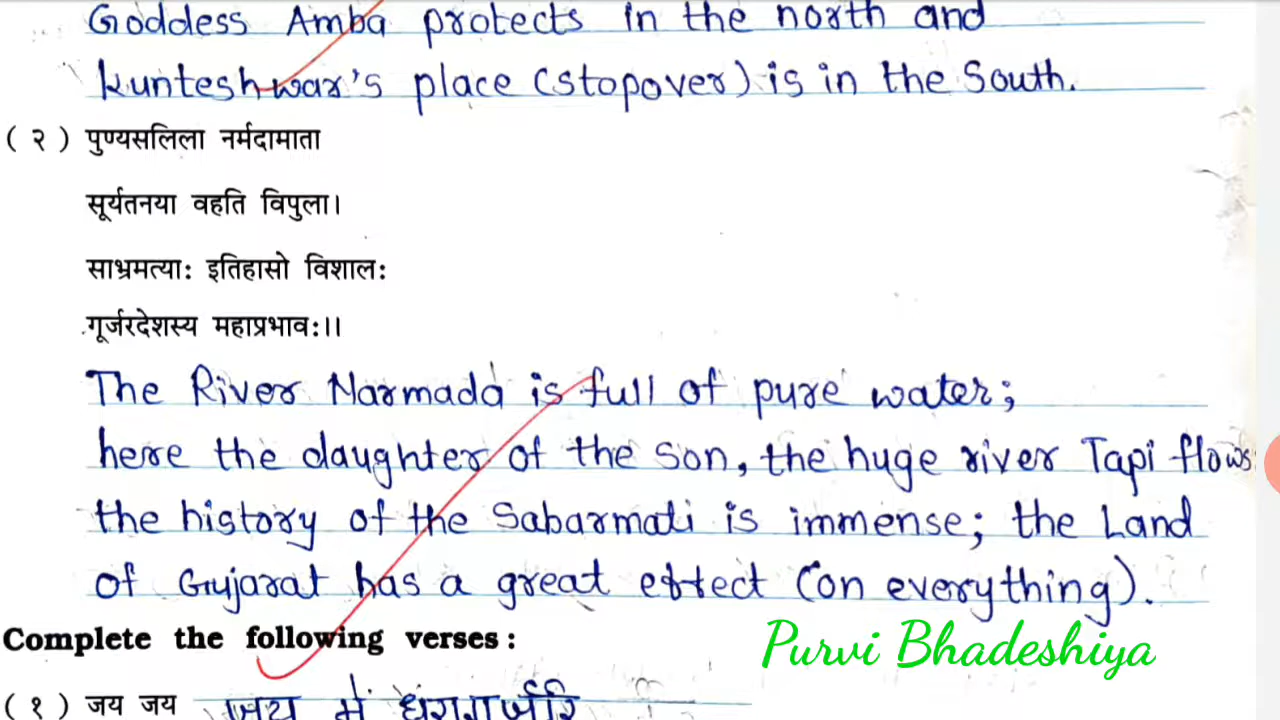 Goddess Amba protects in the north and
Kunteshwar's place (stopover) is in the South.
( २ ) पुण्यसलिला नर्मदामाता
सूर्यतनया वहति विपुला।
साभ्रमत्याः इतिहासो विशालः
गूर्जरदेशस्य महाप्रभावः।।
The River Narmada is full of pure water;
here the daughter of the Son, the huge river Tapi flows
the history of the Sabarmati is immense; the Land
of Gujarat has a great effect (on everything).
Complete the following verses :
Purvi Bhadeshiya
( १ ) जय जय जय मे